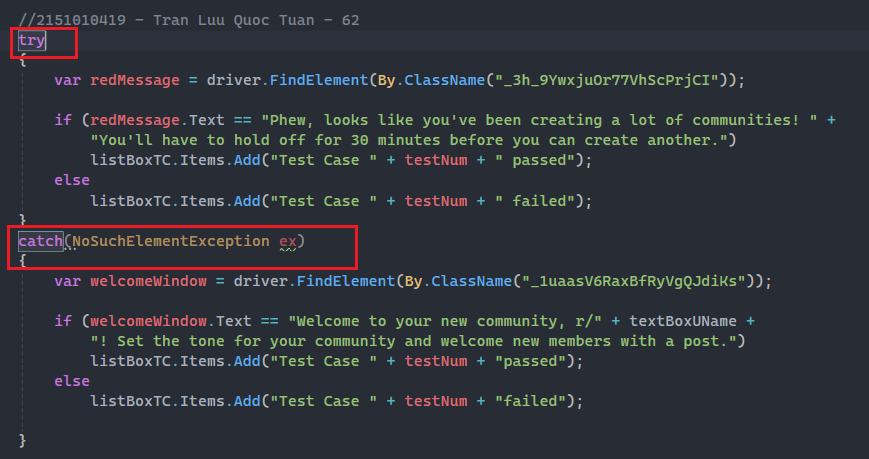 //2151010419 - Tran Luu Quoc Tuan - 62
try
{
var redMessage = driver.FindElement(By.ClassName("_3h_9YwxjuOr77VhScPrjCI"));
if (redMessage.Text == "Phew, looks like you've been creating a lot of communities! " +
"You'll have to hold off for 30 minutes before you can create another.")
listBoxTC.Items.Add("Test Case " + testNum + " passed");
else
listBoxTC.Items.Add("Test Case " + testNum + " failed");
}
catch(NoSuchElementException ex)
{
var welcomeWindow = driver.FindElement(By.ClassName("_1uaasV6RaxBfRyVgQJdiKs"));
if (welcomeWindow.Text == "Welcome to your new community, r/" + textBoxUName +
"! Set the tone for your community and welcome new members with a post.")
listBoxTC.Items.Add("Test Case " + testNum + "passed");
else
listBoxTC.Items.Add("Test Case " + testNum + "failed");
}